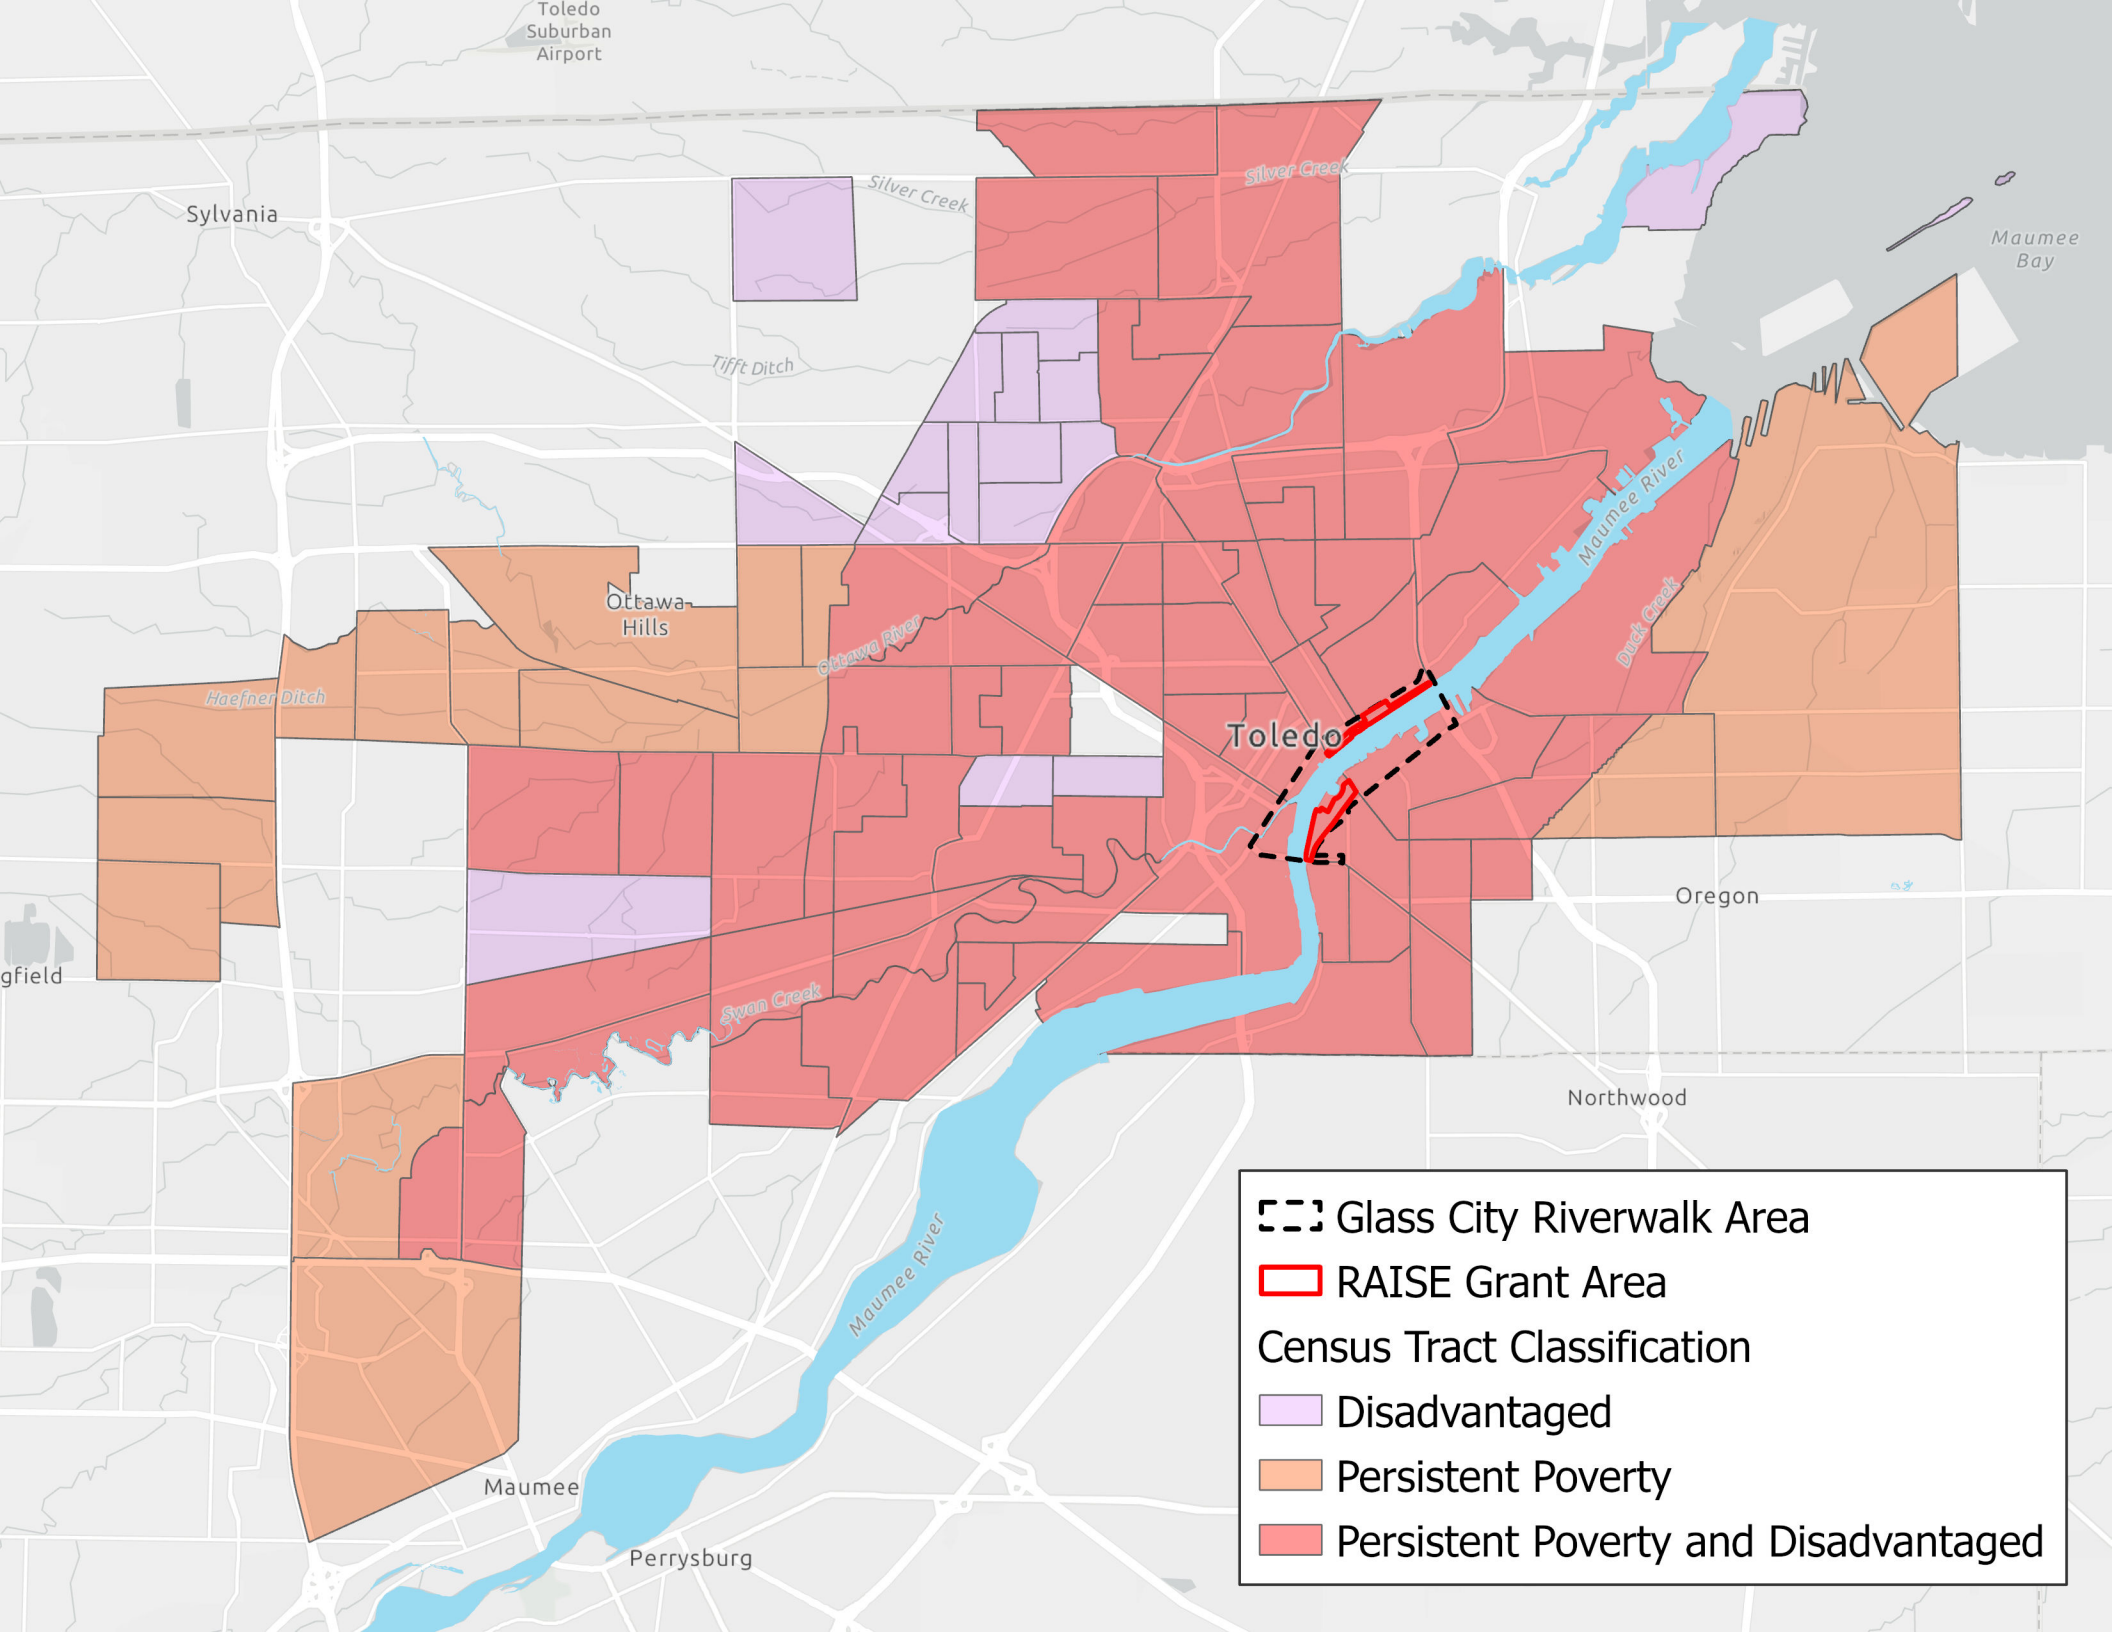 Toledo
Suburban
Airport
Silver Creek
Silver Creek
Sylvania
Maumee
Bay
Tifft Ditch
Maumee River
Ottawa
Hills
Duck Creek
Ottawa River
Haefner Ditch
Toledo
Oregon
gfield
Swan Creek
Northwood
Maumee River
Maumee
Perrysburg
Glass City Riverwalk Area
RAISE Grant Area
Census Tract Classification
Disadvantaged
Persistent Poverty
Persistent Poverty and Disadvantaged